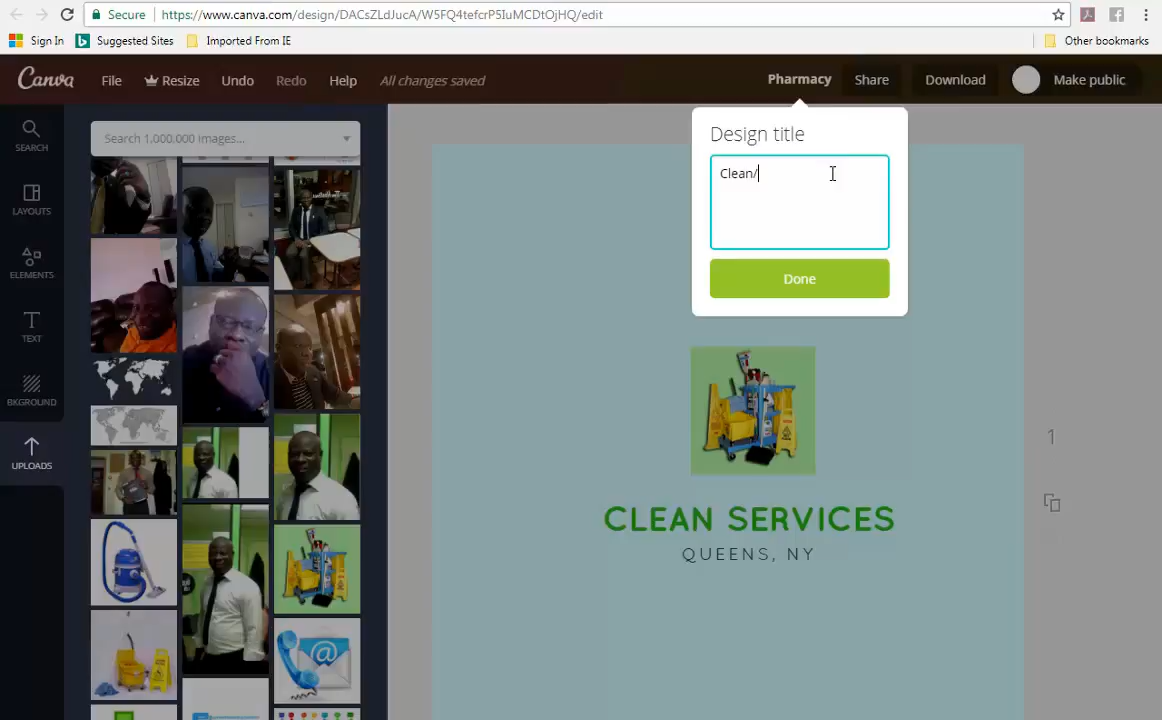 Secure https://www.canva.com/design/DACsZLdJucA/W5FQ4tefcrP5IuMCDtOjHQ/edit
Sign In Suggested Sites Imported From IE Other bookmarks
Canva File Resize Undo Redo Help All changes saved Pharmacy Share Download Make public
Search 1,000,000 images...
SEARCH
LAYOUTS
ELEMENTS
TEXT
BKGROUND
UPLOADS
Design title
Clean/
Done
1
CLEAN SERVICES
QUEENS, NY